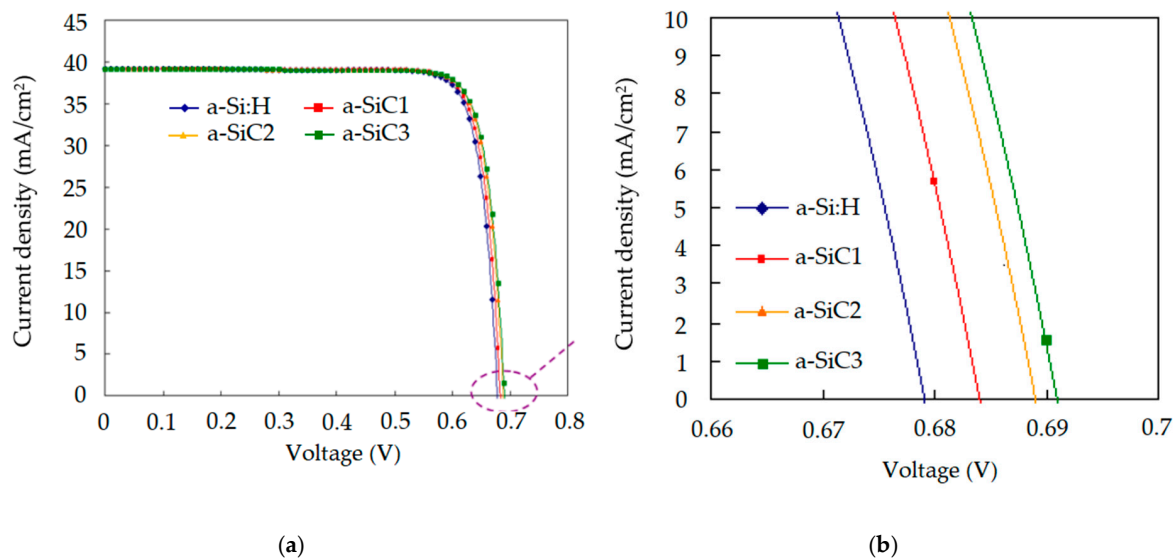 45
40
35
30
25
20
15
10
5
0
Current density (mA/cm²)
a-Si:H
a-SiC1
a-SiC2
a-SiC3
0 0.1 0.2 0.3 0.4 0.5 0.6 0.7 0.8
Voltage (V)
(a)
10
9
8
7
6
5
4
3
2
1
0
Current density (mA/cm²)
a-Si:H
a-SiC1
a-SiC2
a-SiC3
0.66 0.67 0.68 0.69 0.7
Voltage (V)
(b)